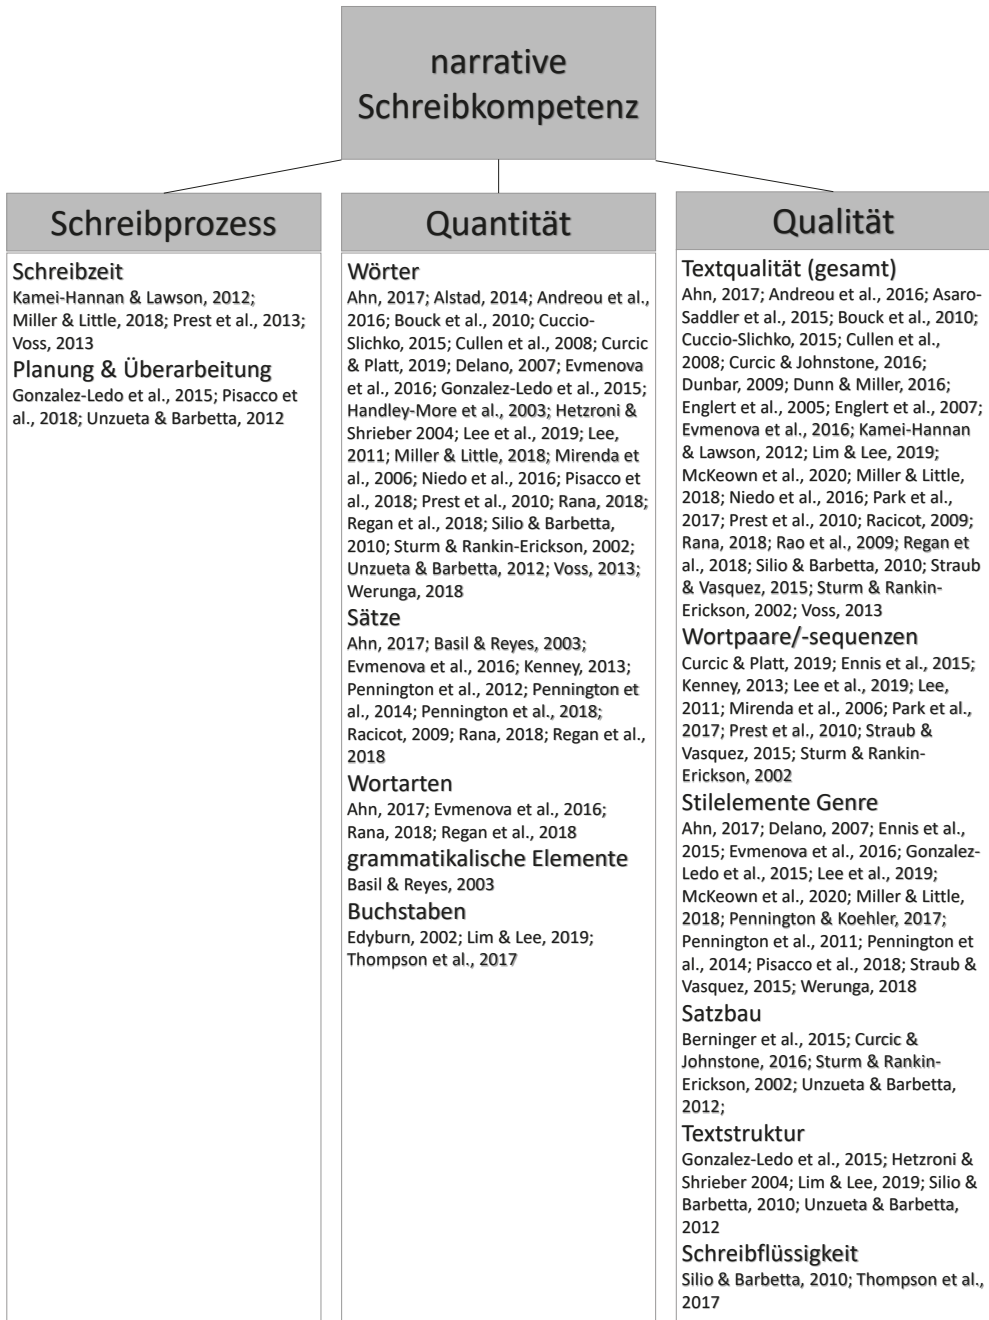 narrative
Schreibkompetenz
Schreibprozess
Schreibzeit
Kamei-Hannan & Lawson, 2012;
Miller & Little, 2018; Prest et al., 2013;
Voss, 2013
Planung & Überarbeitung
Gonzalez-Ledo et al., 2015; Pisacco et
al., 2018; Unzueta & Barbetta, 2012
Quantität
Wörter
Ahn, 2017; Alstad, 2014; Andreou et al.,
2016; Bouck et al., 2010; Cuccio-
Slichko, 2015; Cullen et al., 2008; Curcic
& Platt, 2019; Delano, 2007; Evmenova
et al., 2016; Gonzalez-Ledo et al., 2015;
Handley-More et al., 2003; Hetzroni &
Shrieber 2004; Lee et al., 2019; Lee,
2011; Miller & Little, 2018; Mirenda et
al., 2006; Niedo et al., 2016; Pisacco et
al., 2018; Prest et al., 2010; Rana, 2018;
Regan et al., 2018; Silio & Barbetta,
2010; Sturm & Rankin-Erickson, 2002;
Unzueta & Barbetta, 2012; Voss, 2013;
Werunga, 2018
Sätze
Ahn, 2017; Basil & Reyes, 2003;
Evmenova et al., 2016; Kenney, 2013;
Pennington et al., 2012; Pennington et
al., 2014; Pennington et al., 2018;
Racicot, 2009; Rana, 2018; Regan et al.,
2018
Wortarten
Ahn, 2017; Evmenova et al., 2016;
Rana, 2018; Regan et al., 2018
grammatikalische Elemente
Basil & Reyes, 2003
Buchstaben
Edyburn, 2002; Lim & Lee, 2019;
Thompson et al., 2017
Qualität
Textqualität (gesamt)
Ahn, 2017; Andreou et al., 2016; Asaro-
Saddler et al., 2015; Bouck et al., 2010;
Cuccio-Slichko, 2015; Cullen et al.,
2008; Curcic & Johnstone, 2016;
Dunbar, 2009; Dunn & Miller, 2016;
Englert et al., 2005; Englert et al., 2007;
Evmenova et al., 2016; Kamei-Hannan
& Lawson, 2012; Lim & Lee, 2019;
McKeown et al., 2020; Miller & Little,
2018; Niedo et al., 2016; Park et al.,
2017; Prest et al., 2010; Racicot, 2009;
Rana, 2018; Rao et al., 2009; Regan et
al., 2018; Silio & Barbetta, 2010; Straub
& Vasquez, 2015; Sturm & Rankin-
Erickson, 2002; Voss, 2013
Wortpaare/-sequenzen
Curcic & Platt, 2019; Ennis et al., 2015;
Kenney, 2013; Lee et al., 2019; Lee,
2011; Mirenda et al., 2006; Park et al.,
2017; Prest et al., 2010; Straub &
Vasquez, 2015; Sturm & Rankin-
Erickson, 2002
Stilelemente Genre
Ahn, 2017; Delano, 2007; Ennis et al.,
2015; Evmenova et al., 2016; Gonzalez-
Ledo et al., 2015; Lee et al., 2019;
McKeown et al., 2020; Miller & Little,
2018; Pennington & Koehler, 2017;
Pennington et al., 2011; Pennington et
al., 2014; Pisacco et al., 2018; Straub &
Vasquez, 2015; Werunga, 2018
Satzbau
Berninger et al., 2015; Curcic &
Johnstone, 2016; Sturm & Rankin-
Erickson, 2002; Unzueta & Barbetta,
2012;
Textstruktur
Gonzalez-Ledo et al., 2015; Hetzroni &
Shrieber 2004; Lim & Lee, 2019; Silio &
Barbetta, 2010; Unzueta & Barbetta,
2012
Schreibflüssigkeit
Silio & Barbetta, 2010; Thompson et al.,
2017